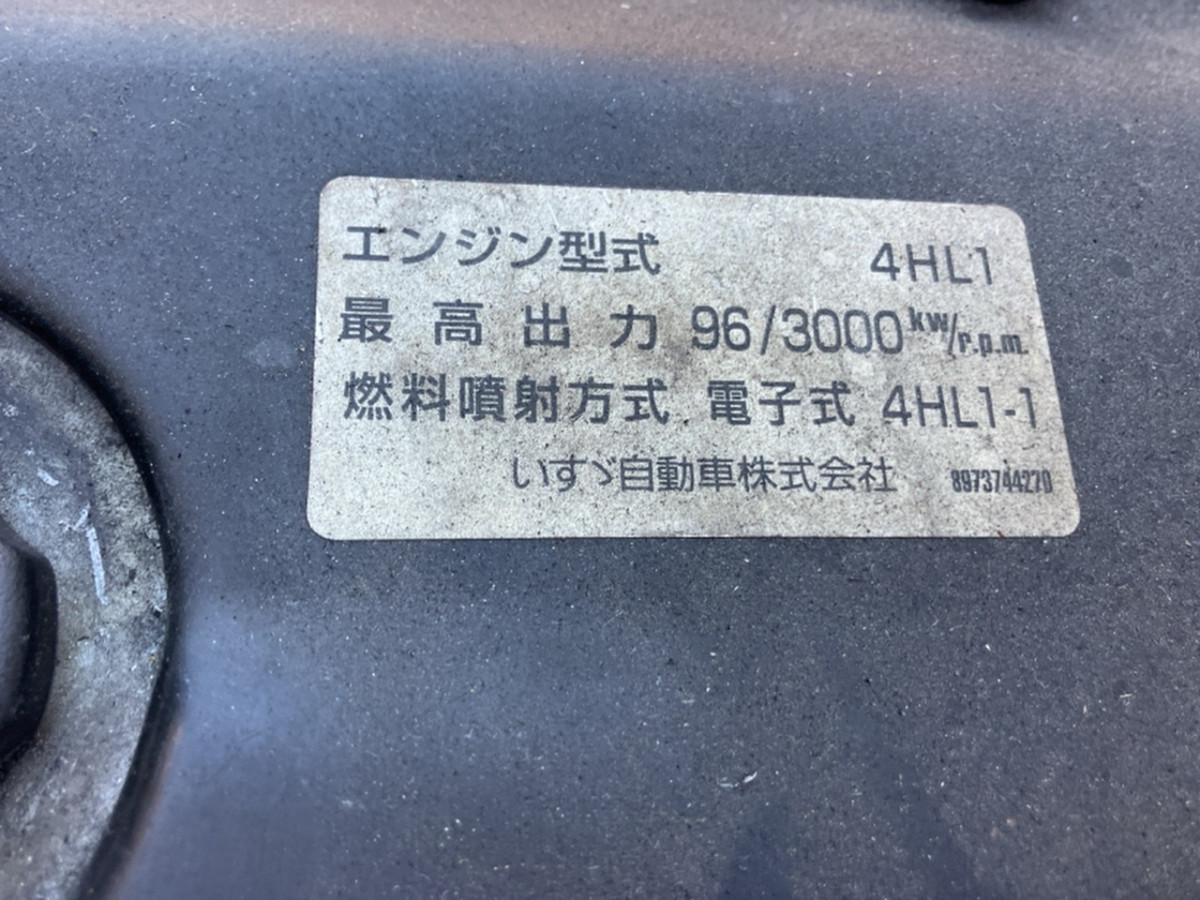 エンジン型式 4HL1
最高出力 96/3000kw/r.p.m.
燃料噴射方式 電子式 4HL1-1
いすゞ自動車株式会社 8973744270